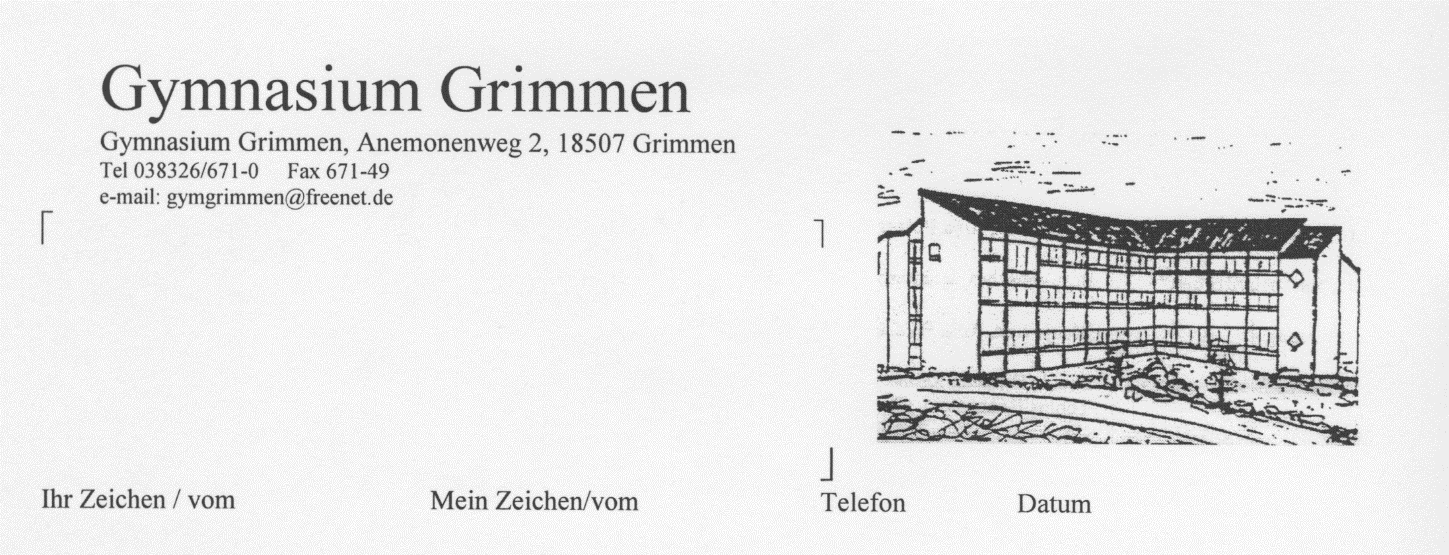 Gymnasium Grimmen
Gymnasium Grimmen, Anemonenweg 2, 18507 Grimmen
Tel 038326/671-0 Fax 671-49
e-mail: gymgrimmen@freenet.de
Ihr Zeichen / vom Mein Zeichen/vom Telefon Datum